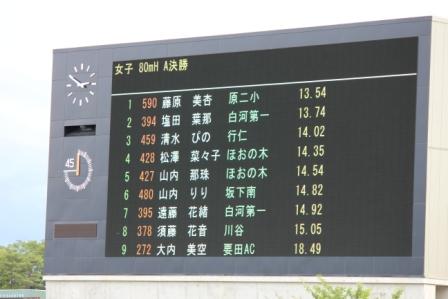 女子 80mH A決勝
1 590 藤原 美杏 原二小 13.54
2 394 塩田 葉那 白河第一 13.74
3 459 清水 ぴの 行仁 14.02
4 428 松澤 菜々子 ほおの木 14.35
5 427 山内 那珠 ほおの木 14.54
6 480 山内 りり 坂下南 14.82
7 395 遠藤 花緒 白河第一 14.92
8 378 須藤 花音 川谷 15.05
9 272 大内 美空 要田AC 18.49
45